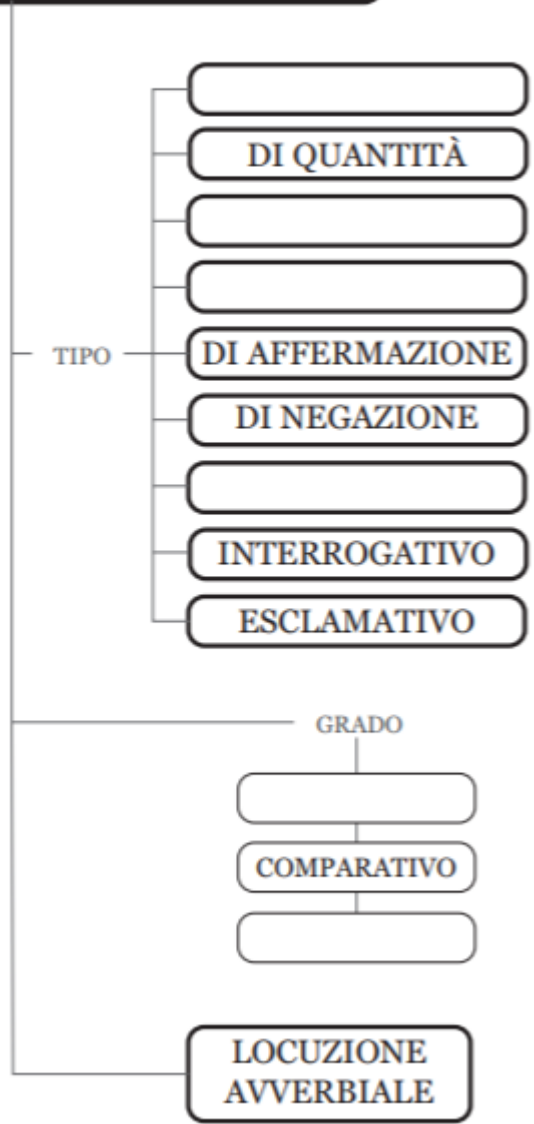 DI QUANTITÀ
TIPO
DI AFFERMAZIONE
DI NEGAZIONE
INTERROGATIVO
ESCLAMATIVO
GRADO
COMPARATIVO
LOCUZIONE
AVVERBIALE